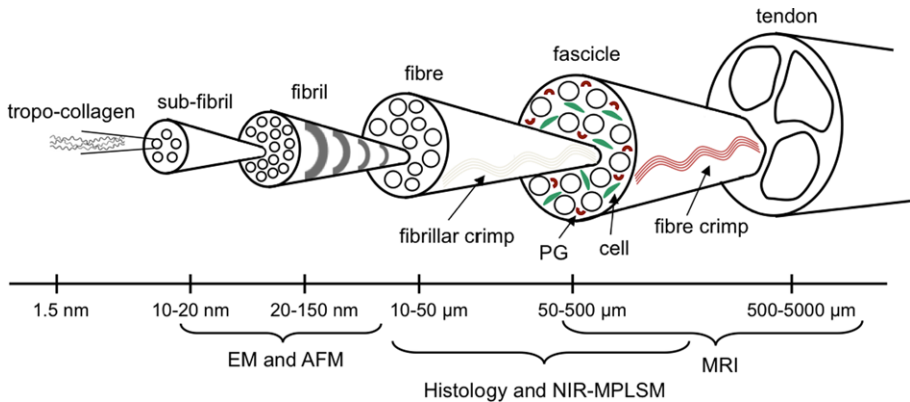 tropo-collagen
sub-fibril
fibril
fibre
fascicle
tendon
fibrillar crimp
PG
cell
fibre crimp
1.5 nm
10-20 nm
20-150 nm
10-50 μm
50-500 μm
500-5000 μm
EM and AFM
Histology and NIR-MPLSM
MRI